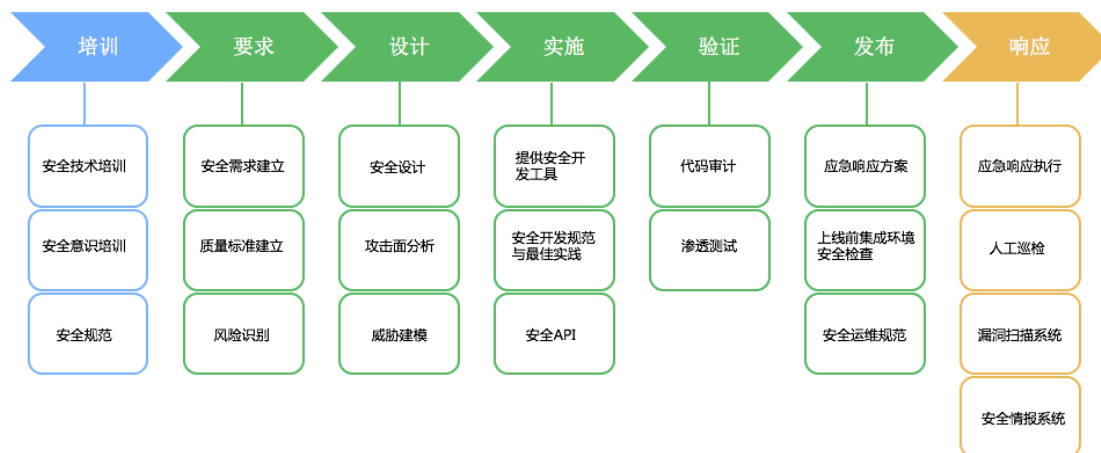 培训
要求
设计
实施
验证
发布
响应
安全技术培训
安全意识培训
安全规范
安全需求建立
质量标准建立
风险识别
安全设计
攻击面分析
威胁建模
提供安全开
发工具
安全开发规范
与最佳实践
安全API
代码审计
渗透测试
应急响应方案
上线前集成环境
安全检查
安全运维规范
应急响应执行
人工巡检
漏洞扫描系统
安全情报系统